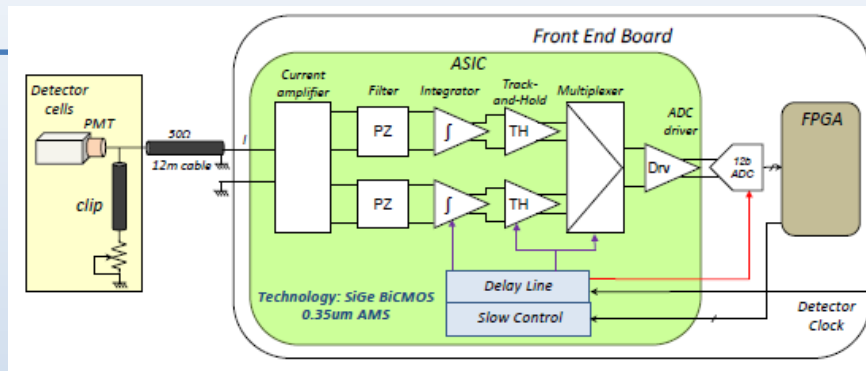 Front End Board
ASIC
Detector
cells
PMT
clip
50Ω
12m cable
I
Current
amplifier
Filter
Integrator
Track-
and-Hold
Multiplexer
ADC
driver
PZ
∫
TH
Drv
12b
ADC
FPGA
PZ
∫
TH
Delay Line
Slow Control
Technology: SiGe BiCMOS
0.35um AMS
Detector
Clock